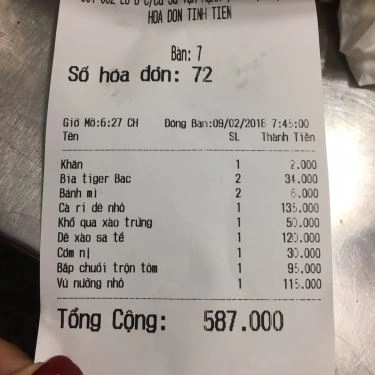 HOA DON TINH TIEN
Bàn: 7
Số hóa đơn: 72
Giờ Mở:6:27 CH Đóng Bàn:09/02/2018 7:45:00
Tên SL Thành Tiền
Khăn 1 2.000
Bia tiger Bac 2 34.000
Bánh mì 2 6.000
Cà ri dê nhỏ 1 135.000
Khổ qua xào trứng 1 50.000
Dê xào sa tế 1 120.000
Cơm nị 1 30.000
Bắp chuối trộn tôm 1 95.000
Vú nướng nhỏ 1 115.000
Tổng Cộng: 587.000